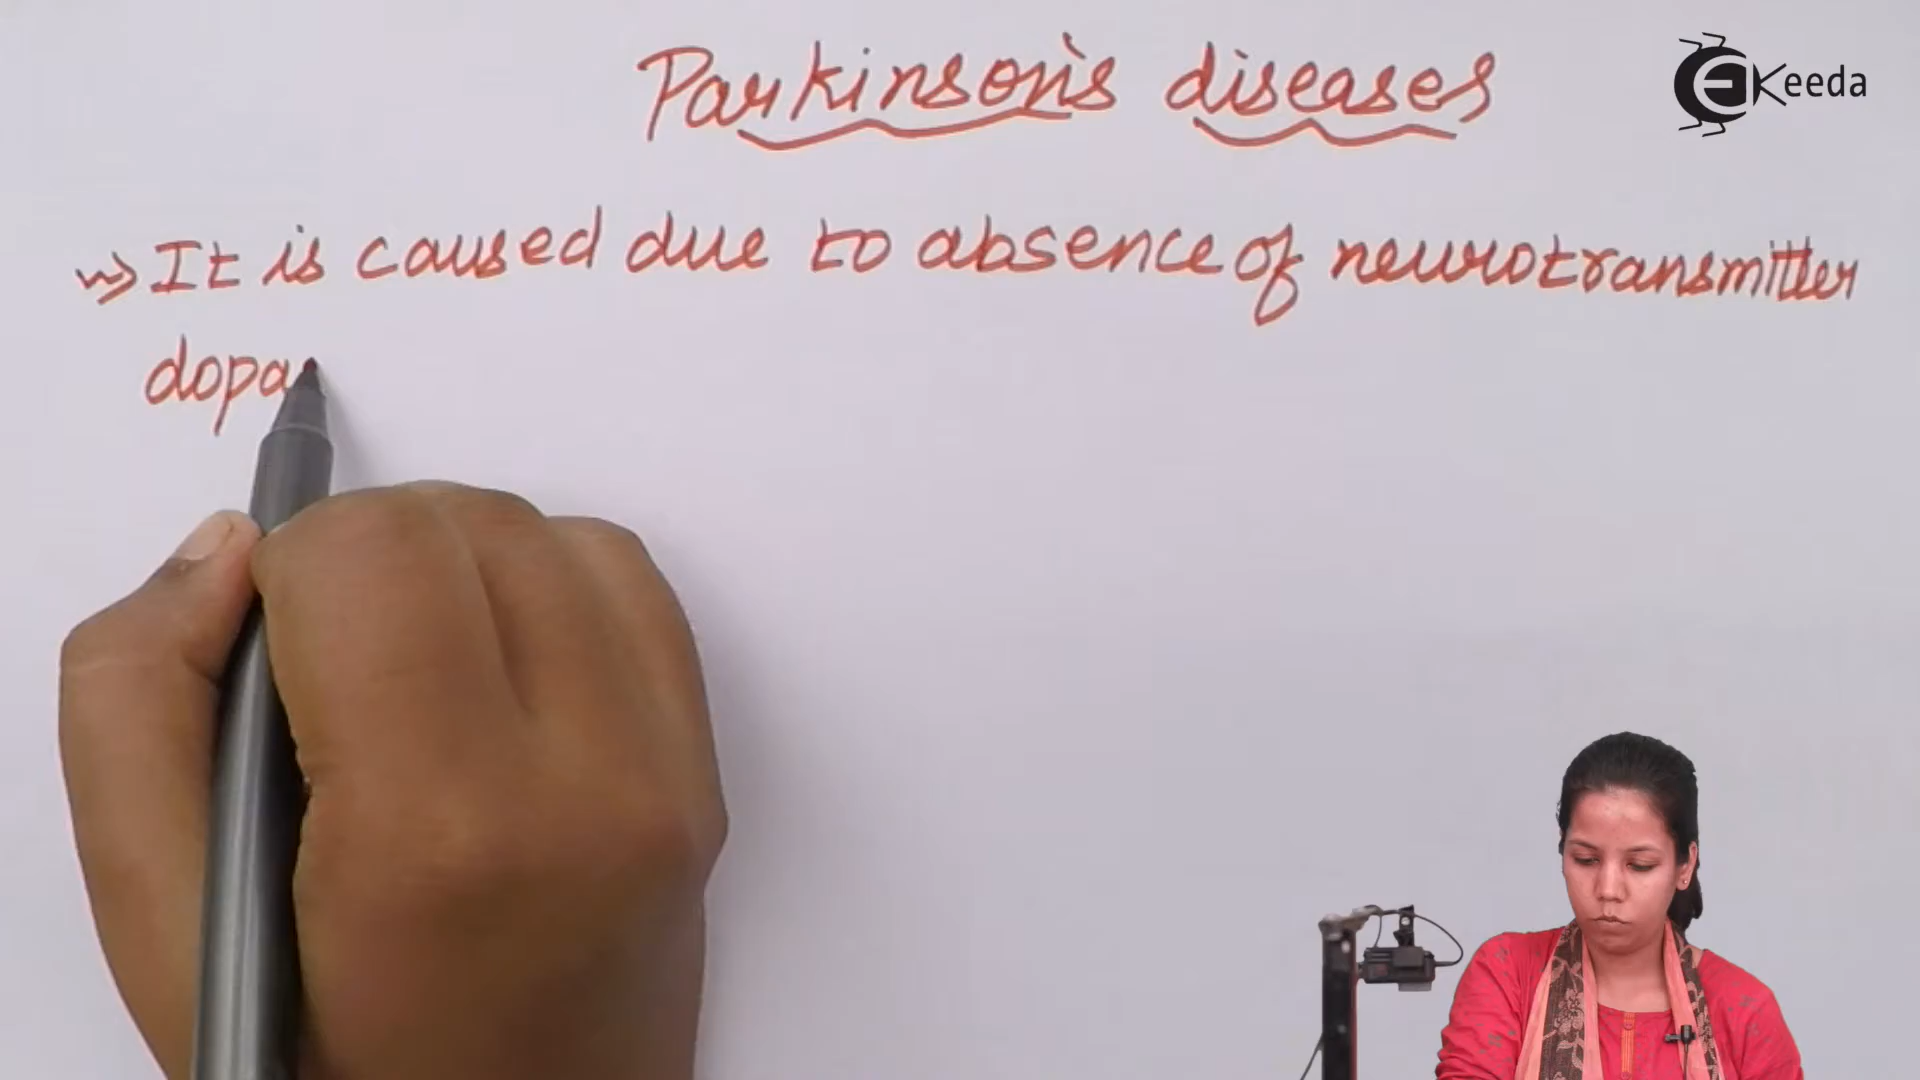 Parkinson's diseases
Keeda
It is caused due to absence of neurotransmitter
dopa